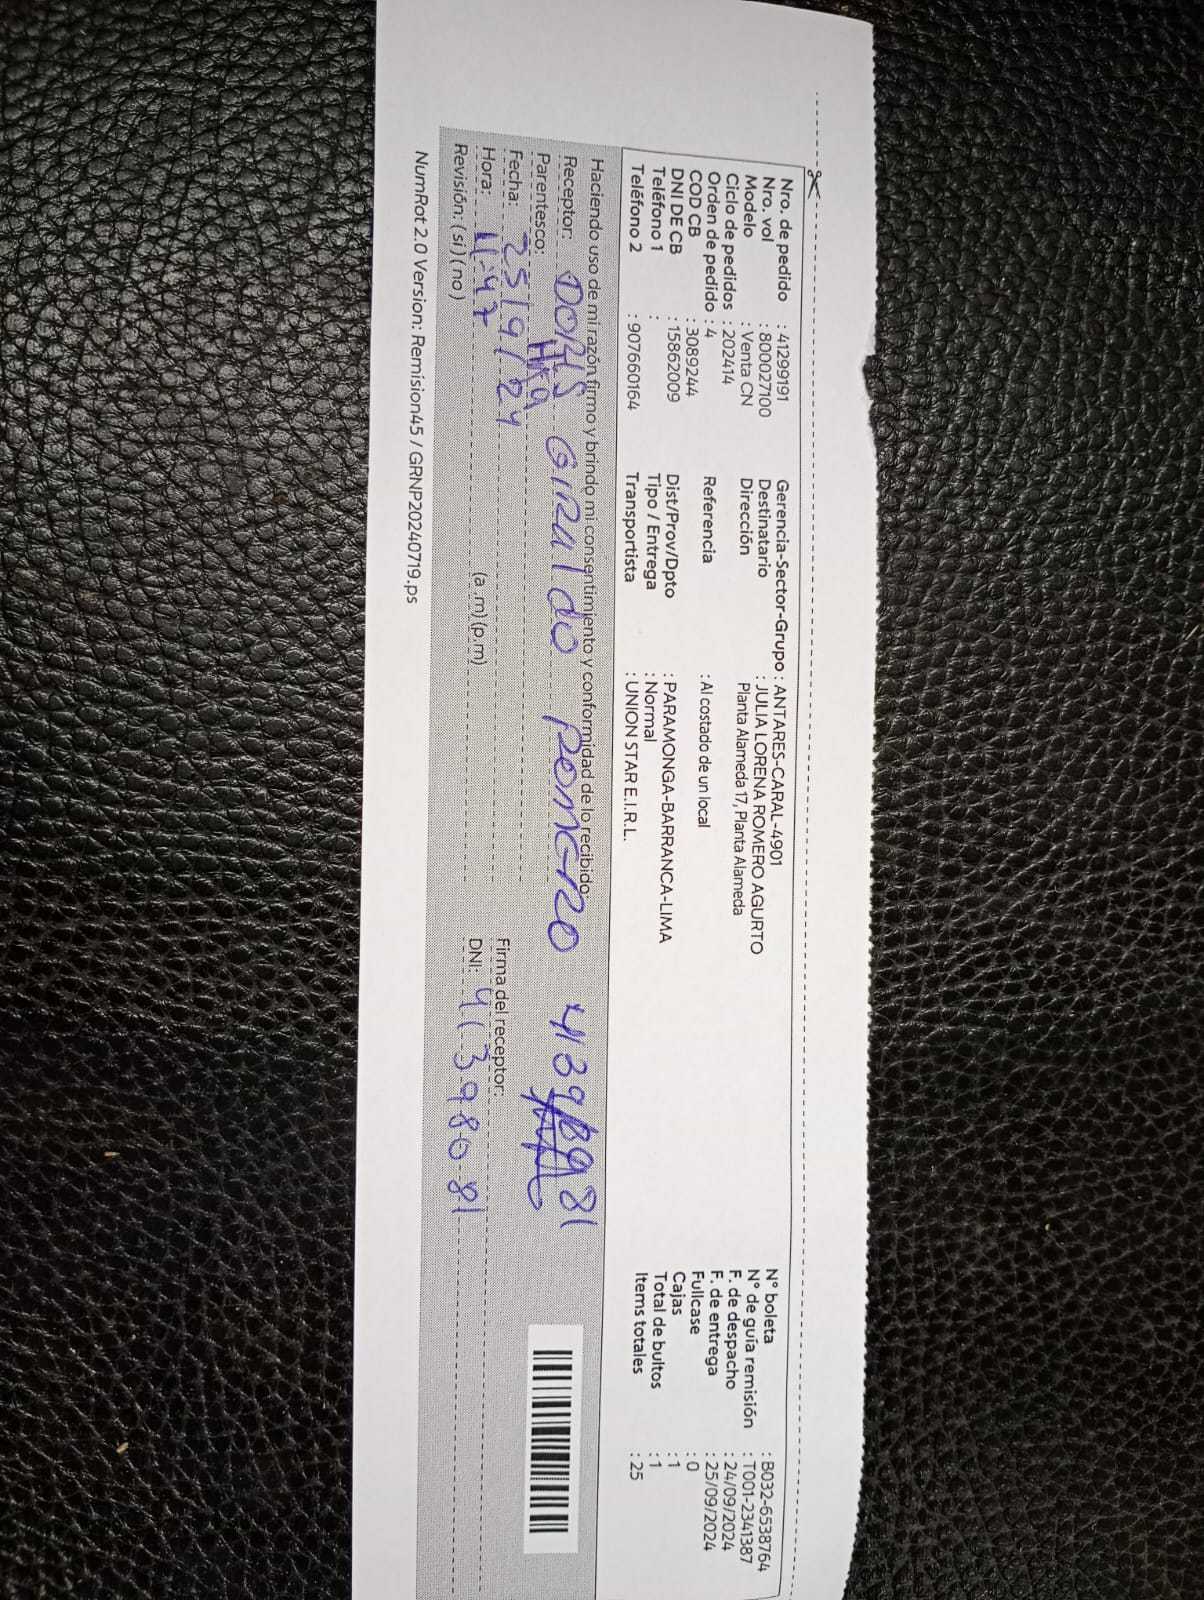 Nro. de pedido : 41299191
Nro. vol : 800027100
Modelo : Venta CN
Ciclo de pedidos : 202414
Orden de pedido : 4
COD CB : 3089244
DNI DE CB : 15862009
Teléfono 1 :
Teléfono 2 : 907660164
Gerencia-Sector-Grupo : ANTARES-CARAL-4901
Destinatario : JULIA LORENA ROMERO AGURTO
Dirección Planta Alameda 17, Planta Alameda
Referencia : Al costado de un local
Dist/Prov/Dpto : PARAMONGA-BARRANCA-LIMA
Tipo / Entrega : Normal
Transportista : UNION STAR E.I.R.L.
N° boleta : B032-6538764
N° de guía remisión : T001-2341387
F. de despacho : 24/09/2024
F. de entrega : 25/09/2024
Fullcase : 0
Cajas : 1
Total de bultos : 1
Items totales : 25
Haciendo uso de mi razón firmo y brindo mi consentimiento y conformidad de lo recibido:
Receptor: DORIS GIRALDO ROMERO
Parentesco:
Fecha: 25/9/24
Hora: 11:47 (a.m) (p.m)
Revisión: (si) (no)
Firma del receptor:
DNI: 41398081
NumRot 2.0 Version: Remision45 / GRNP20240719.ps